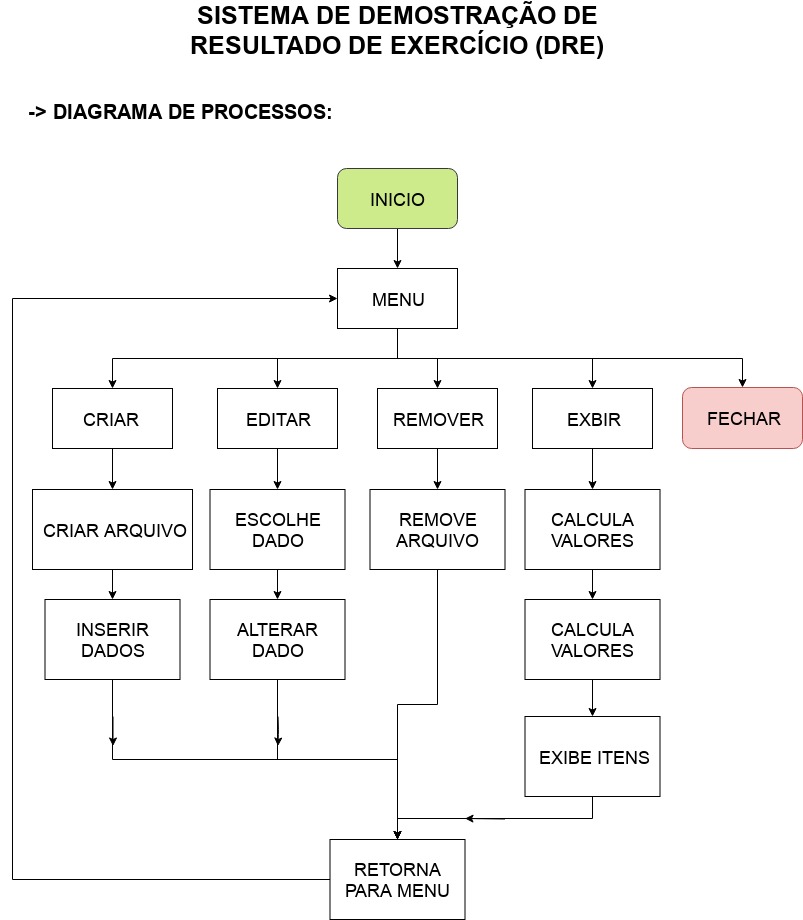 SISTEMA DE DEMOSTRAÇÃO DE
RESULTADO DE EXERCÍCIO (DRE)
-> DIAGRAMA DE PROCESSOS:
INICIO
MENU
CRIAR
EDITAR
REMOVER
EXBIR
FECHAR
CRIAR ARQUIVO
ESCOLHE
DADO
REMOVE
ARQUIVO
CALCULA
VALORES
INSERIR
DADOS
ALTERAR
DADO
CALCULA
VALORES
EXIBE ITENS
RETORNA
PARA MENU